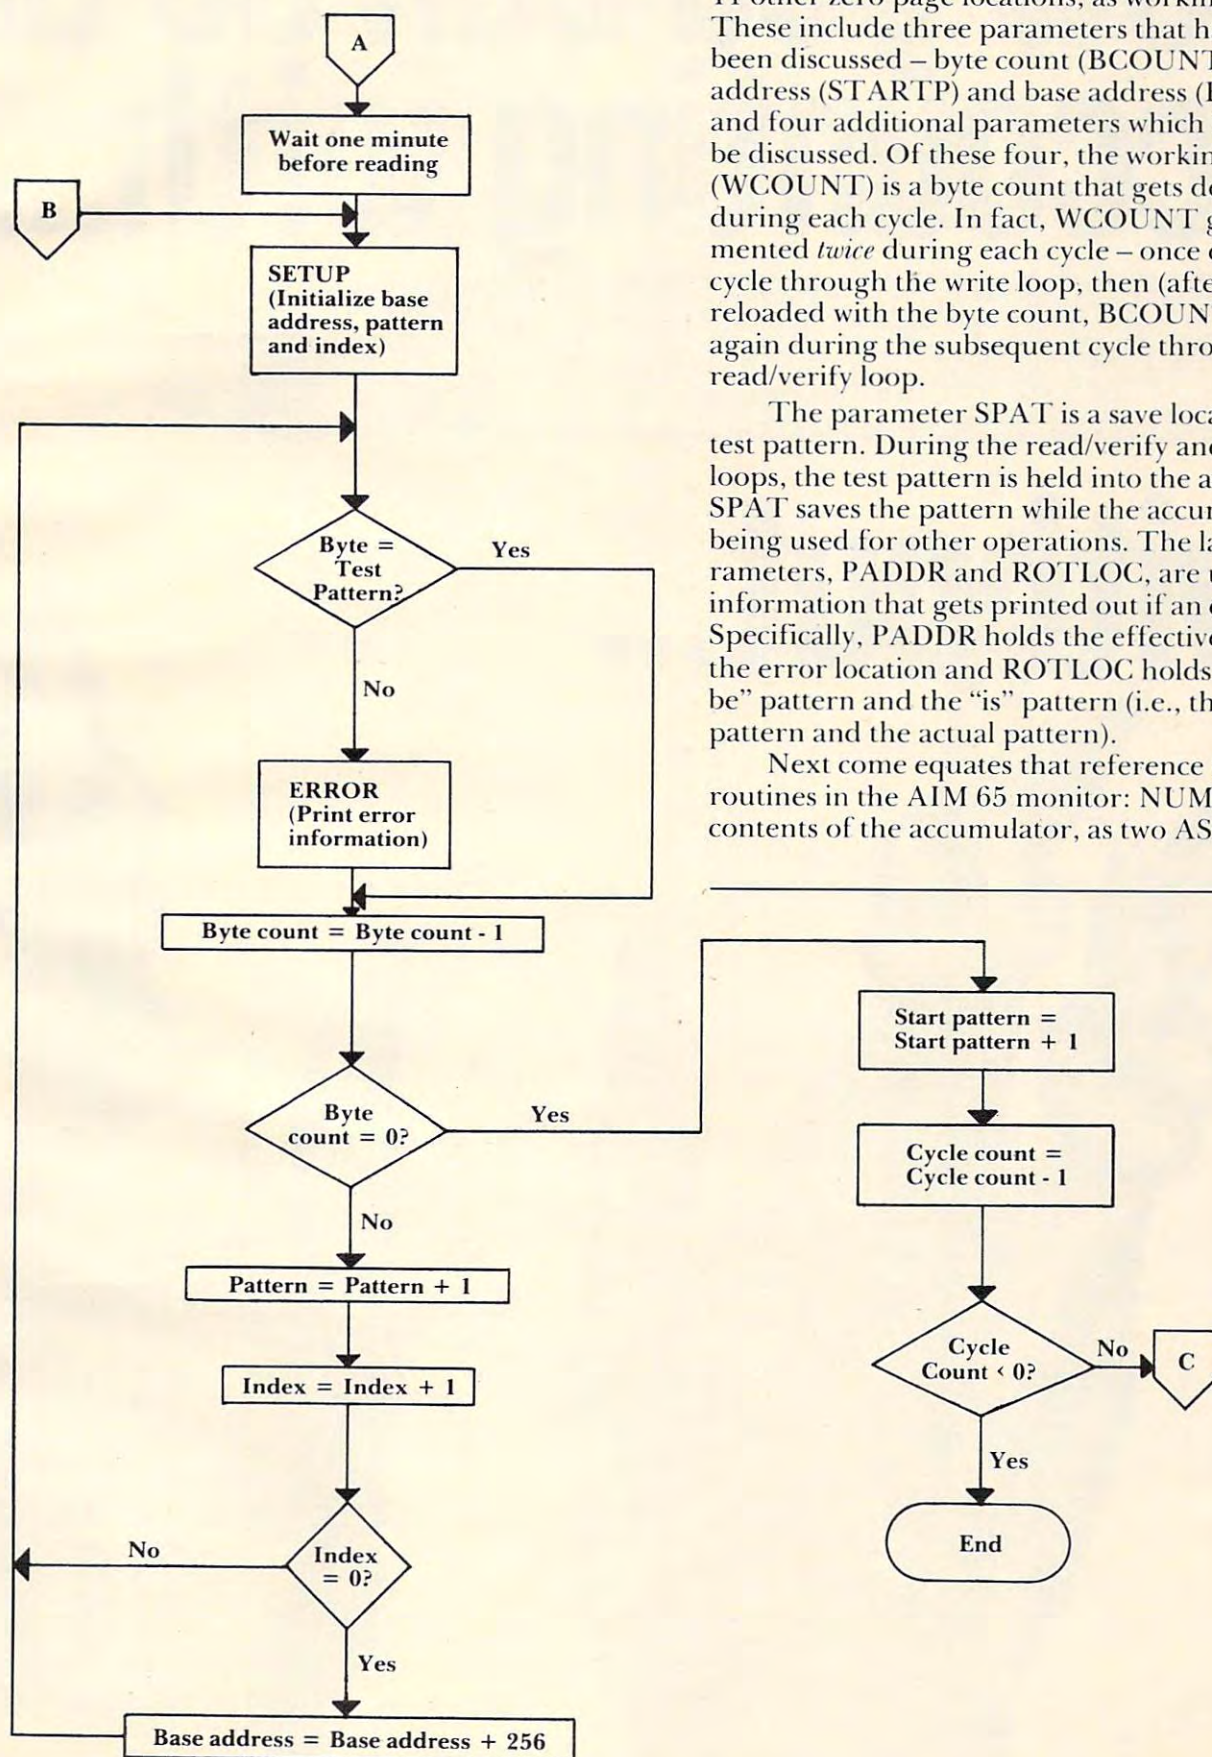 A
Wait one minute
before reading
B
SETUP
(Initialize base
address, pattern
and index)
Byte =
Test
Pattern?
Yes
No
ERROR
(Print error
information)
Byte count = Byte count - 1
Byte
count = 0?
Yes
No
Pattern = Pattern + 1
Index = Index + 1
Index
= 0?
No
Yes
Base address = Base address + 256
Start pattern =
Start pattern + 1
Cycle count =
Cycle count - 1
Cycle
Count < 0?
No
C
Yes
End
11 other zero page locations, as workin
These include three parameters that h
been discussed – byte count (BCOUNT
address (STARTP) and base address (
and four additional parameters which
be discussed. Of these four, the workin
(WCOUNT) is a byte count that gets d
during each cycle. In fact, WCOUNT g
mented twice during each cycle – once
cycle through the write loop, then (afte
reloaded with the byte count, BCOUN
again during the subsequent cycle thro
read/verify loop.
The parameter SPAT is a save loca
test pattern. During the read/verify and
loops, the test pattern is held into the a
SPAT saves the pattern while the accu
being used for other operations. The la
rameters, PADDR and ROTLOC, are
information that gets printed out if an
Specifically, PADDR holds the effective
the error location and ROTLOC holds
be” pattern and the “is” pattern (i.e., th
pattern and the actual pattern).
Next come equates that reference
routines in the AIM 65 monitor: NUM
contents of the accumulator, as two AS